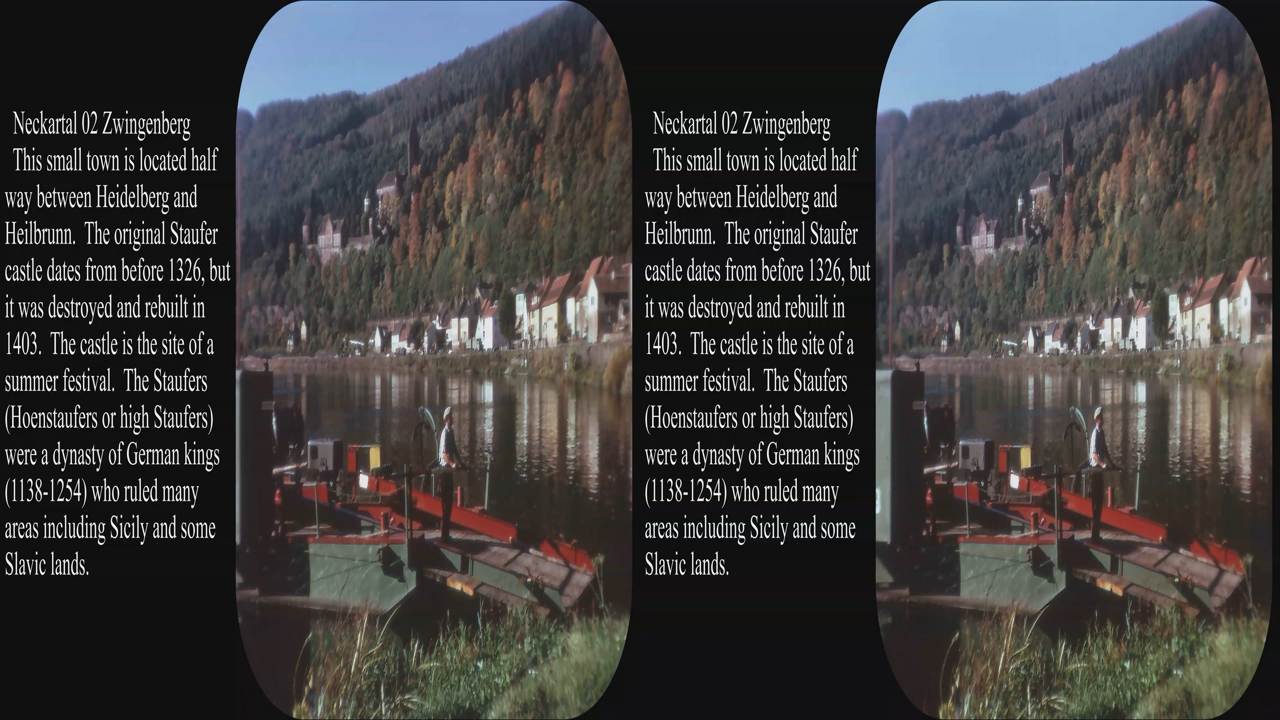 Neckartal 02 Zwingenberg
This small town is located half
way between Heidelberg and
Heilbrunn. The original Staufer
castle dates from before 1326, but
it was destroyed and rebuilt in
1403. The castle is the site of a
summer festival. The Staufers
(Hoenstaufers or high Staufers)
were a dynasty of German kings
(1138-1254) who ruled many
areas including Sicily and some
Slavic lands.
Neckartal 02 Zwingenberg
This small town is located half
way between Heidelberg and
Heilbrunn. The original Staufer
castle dates from before 1326, but
it was destroyed and rebuilt in
1403. The castle is the site of a
summer festival. The Staufers
(Hoenstaufers or high Staufers)
were a dynasty of German kings
(1138-1254) who ruled many
areas including Sicily and some
Slavic lands.